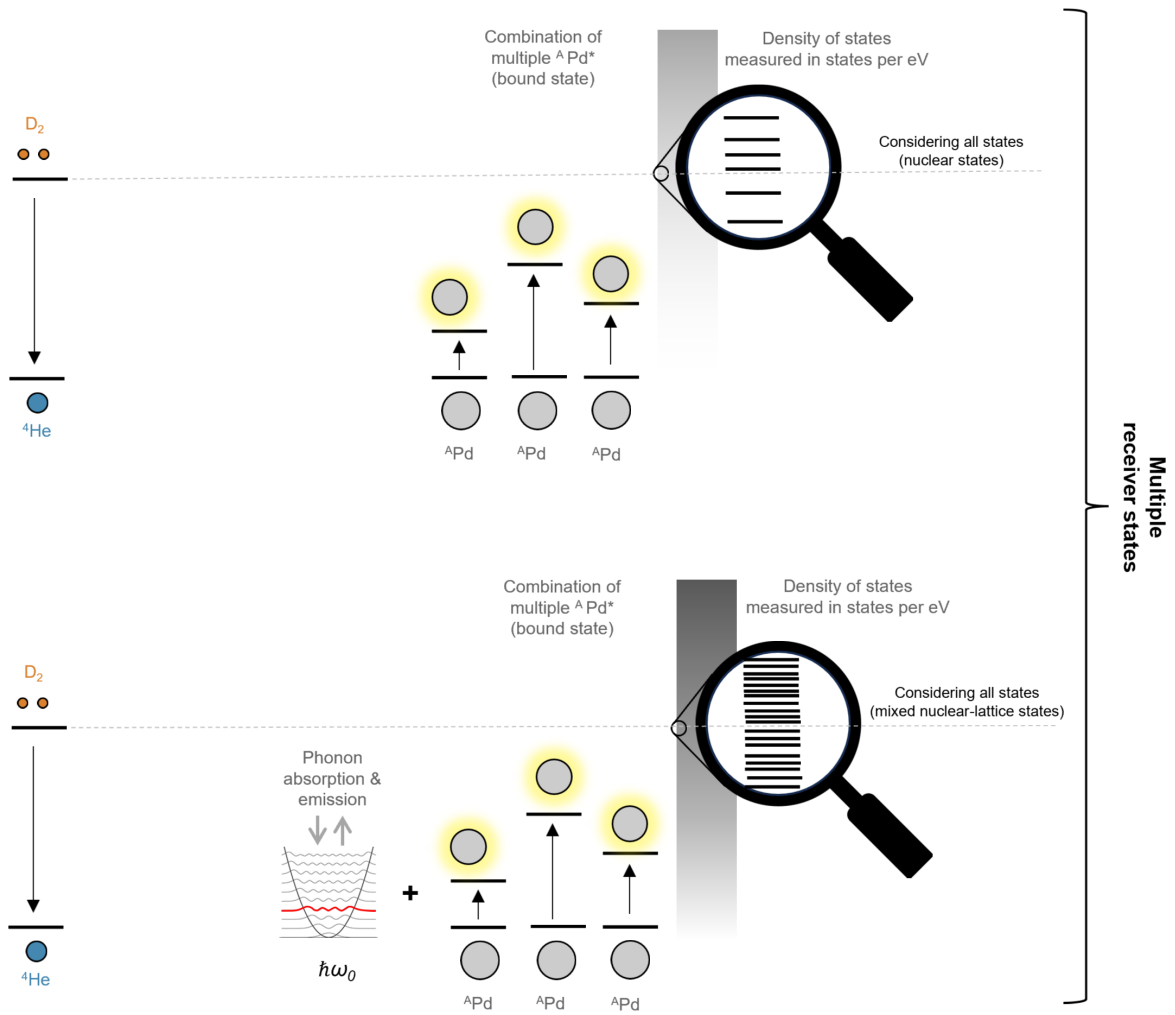 Combination of
multiple ᴬ Pd*
(bound state)
Density of states
measured in states per eV
D₂
Considering all states
(nuclear states)
⁴He
ᴬPd
ᴬPd
ᴬPd
Multiple
receiver states
Combination of
multiple ᴬ Pd*
(bound state)
Density of states
measured in states per eV
D₂
Considering all states
(mixed nuclear-lattice states)
Phonon
absorption &
emission
+
ℏω₀
⁴He
ᴬPd
ᴬPd
ᴬPd